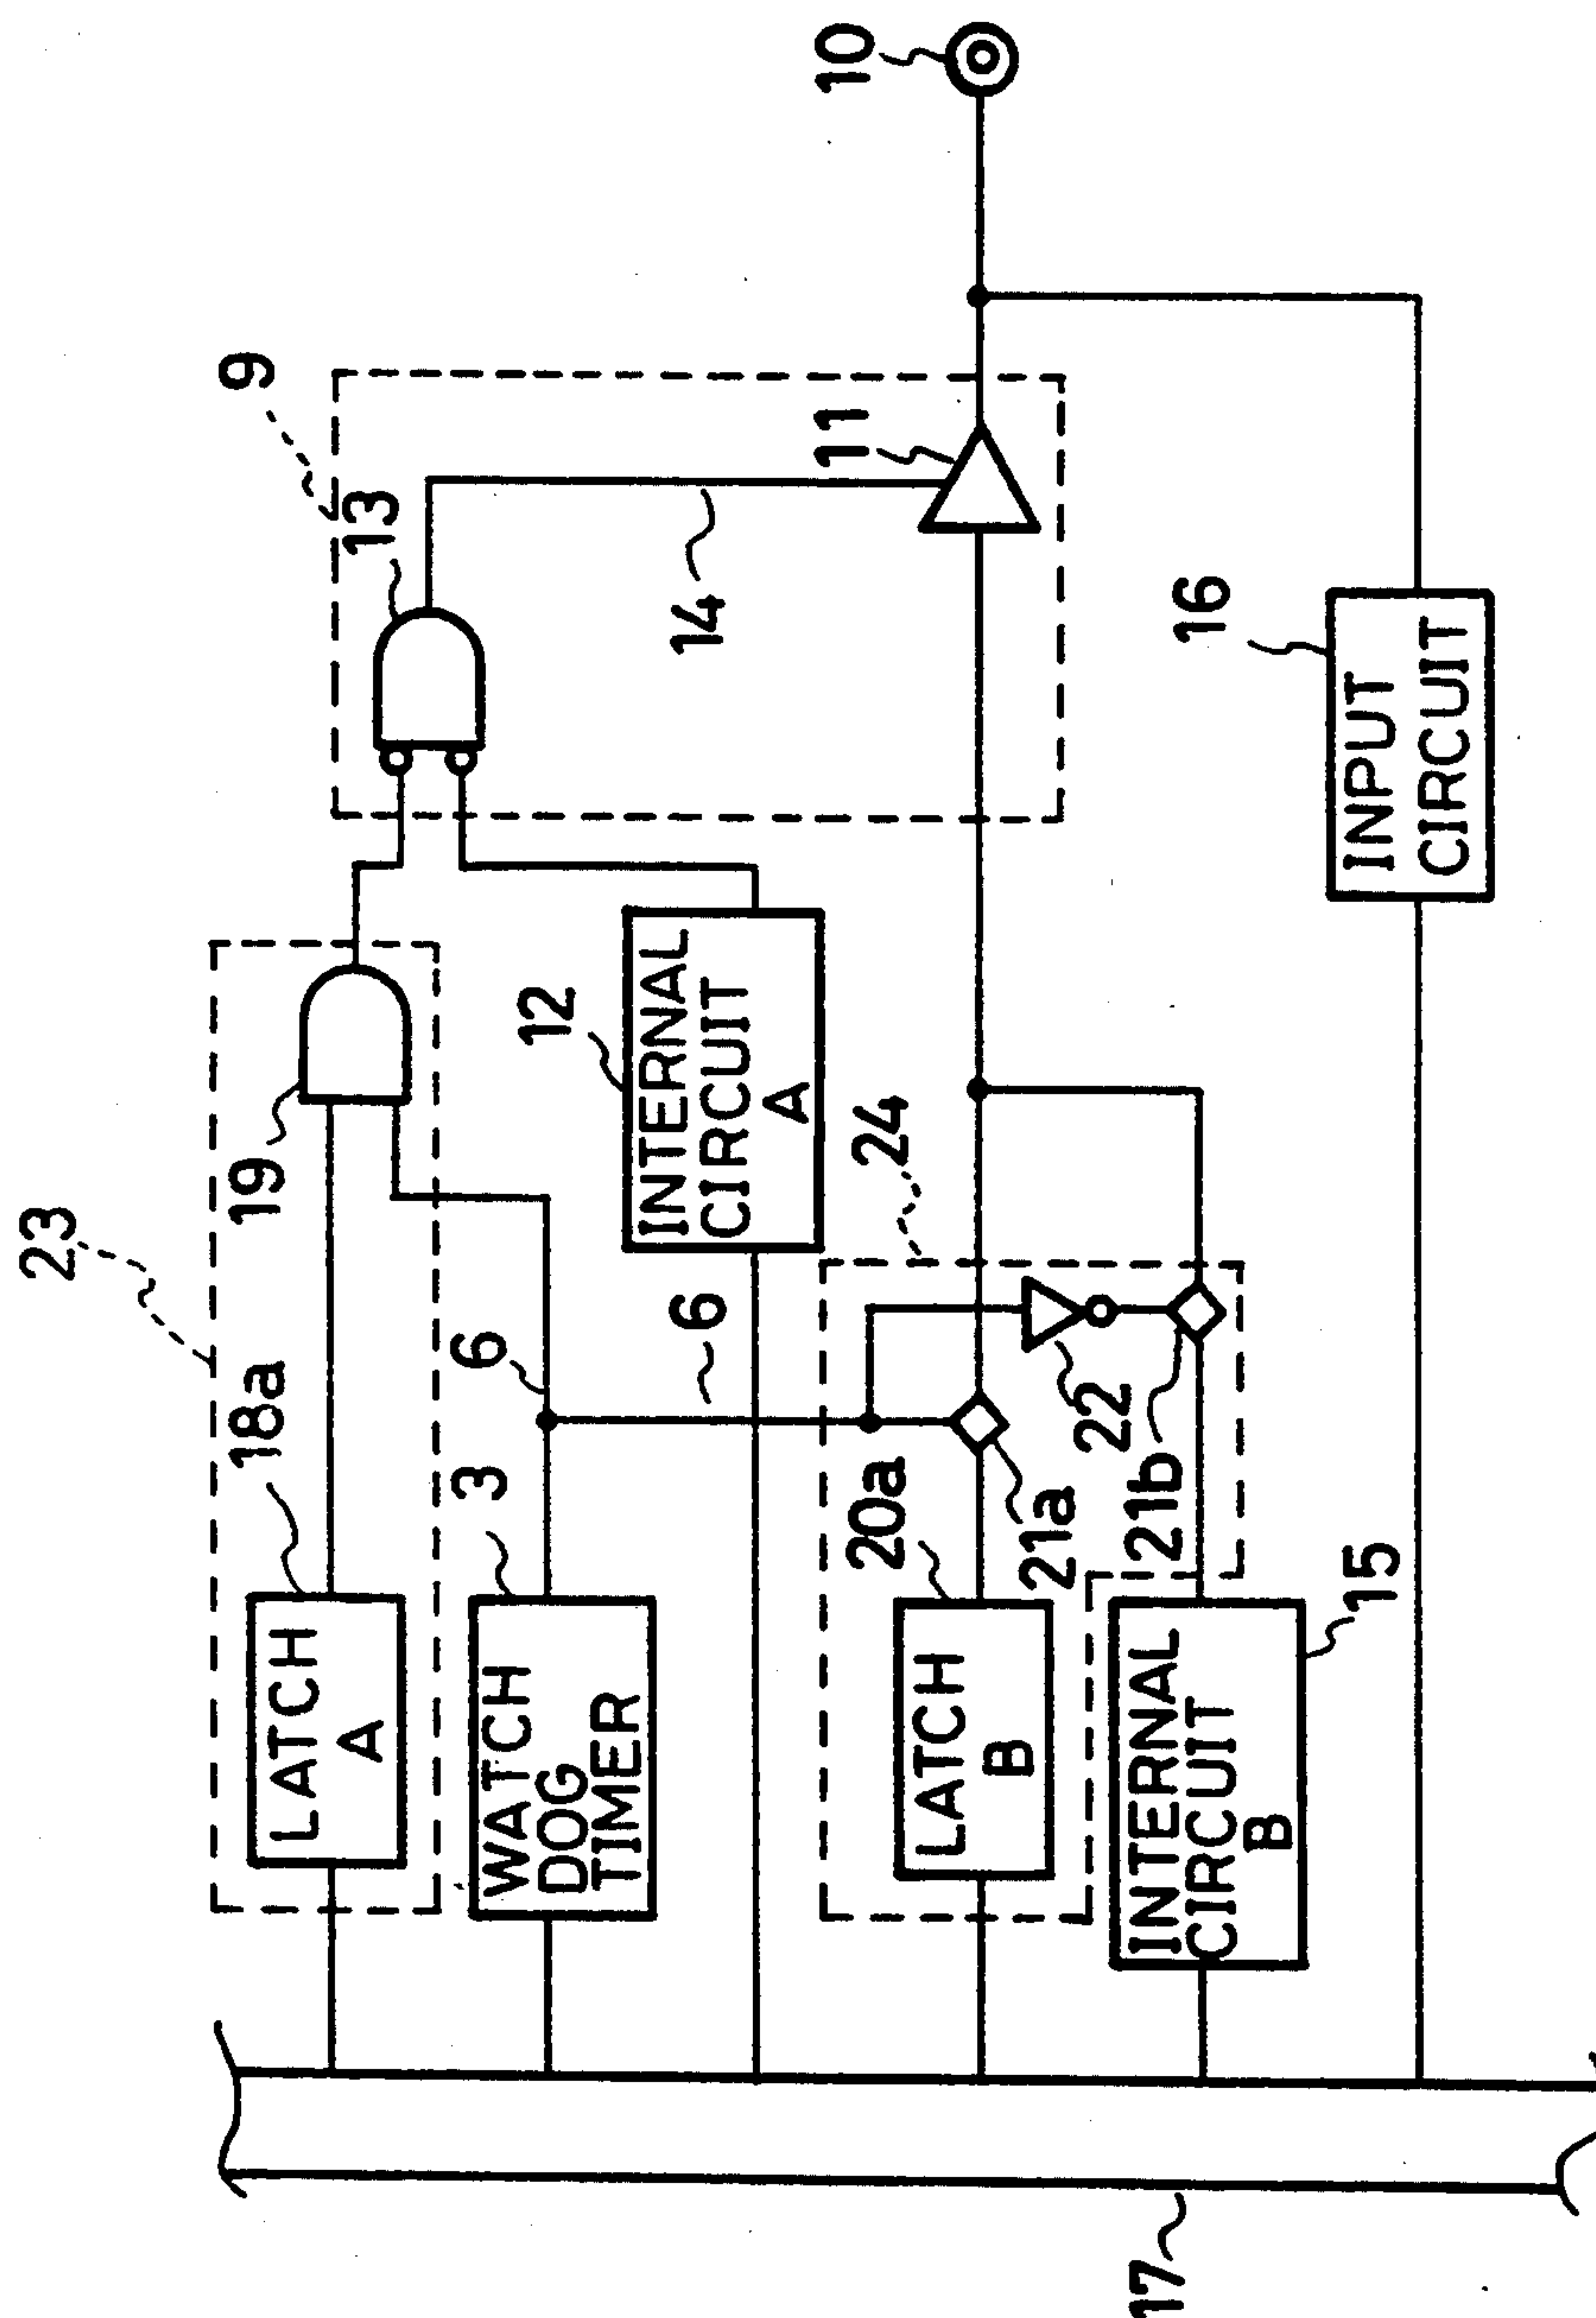 23
18a
LATCH
A
19
9
13
14
11
10
6
3
WATCH
DOG
TIMER
12
INTERNAL
CIRCUIT
A
6
24
20a
LATCH
B
21a
22
21b
INTERNAL
CIRCUIT
B
15
16
INPUT
CIRCUIT
17